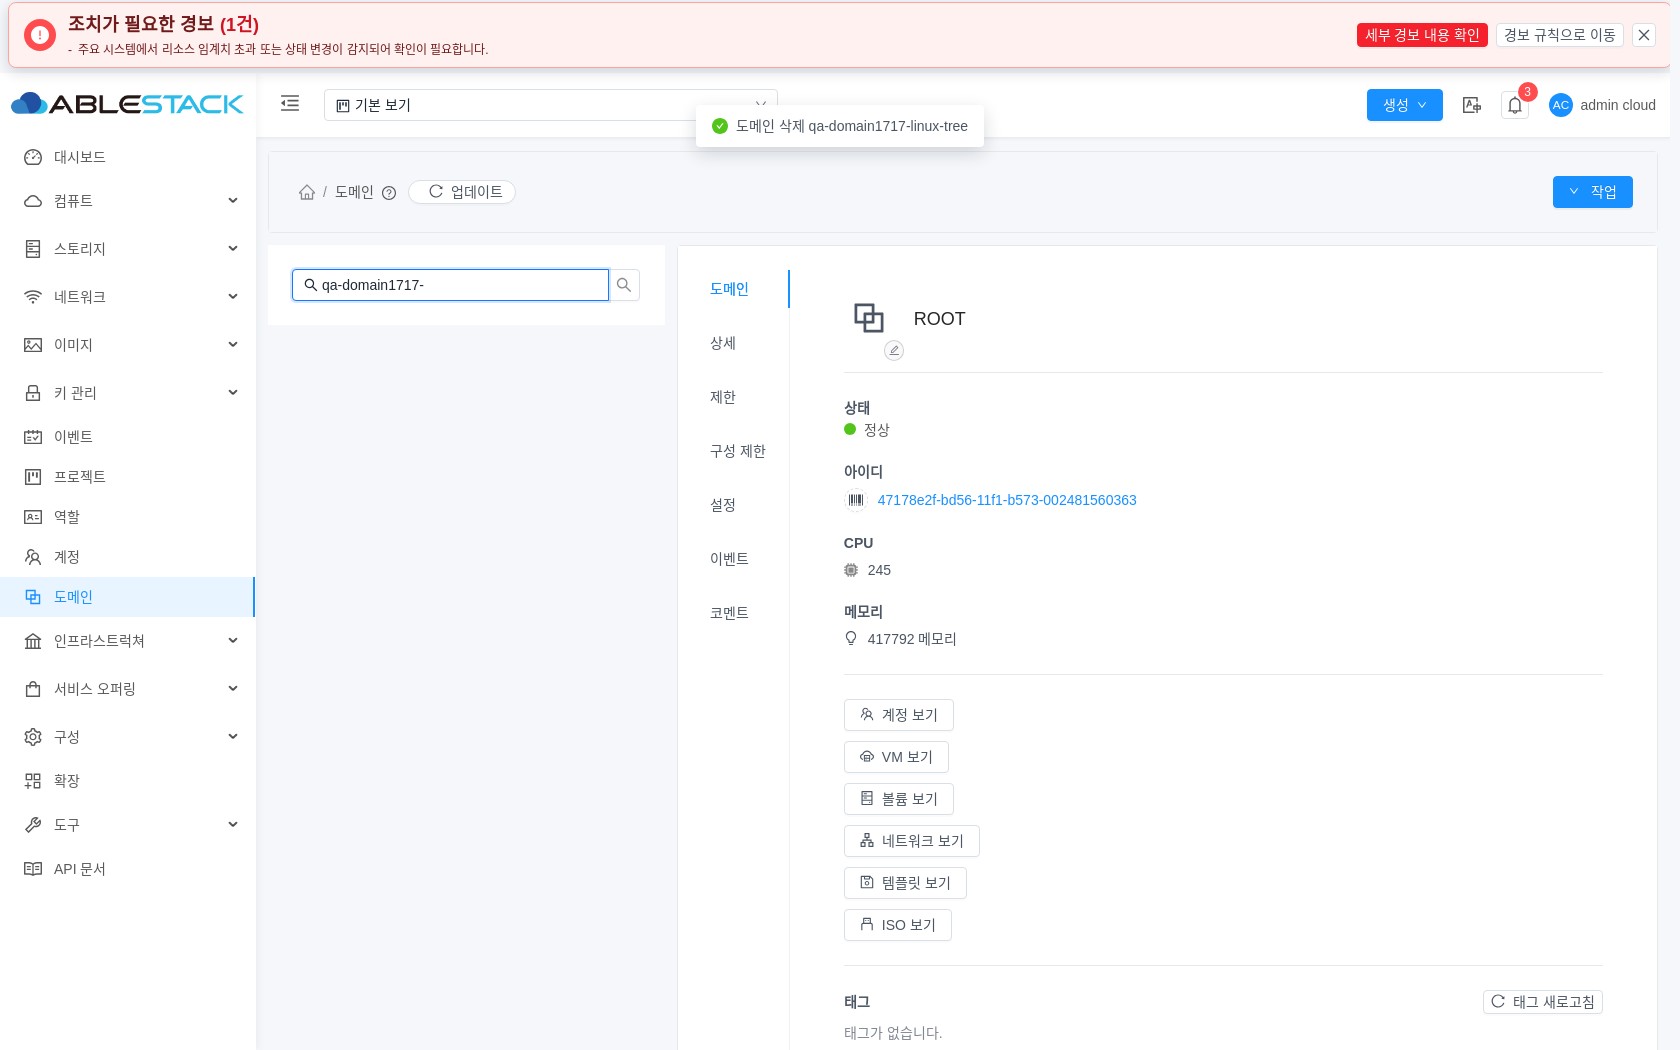 조치가 필요한 경보 (1건)
- 주요 시스템에서 리소스 임계치 초과 또는 상태 변경이 감지되어 확인이 필요합니다.
세부 경보 내용 확인
경보 규칙으로 이동
ABLESTACK
기본 보기
생성
3
AC
admin cloud
도메인 삭제 qa-domain1717-linux-tree
대시보드
컴퓨트
스토리지
네트워크
이미지
키 관리
이벤트
프로젝트
역할
계정
도메인
인프라스트럭쳐
서비스 오퍼링
구성
확장
도구
API 문서
/ 도메인
업데이트
작업
qa-domain1717-
도메인
상세
제한
구성 제한
설정
이벤트
코멘트
ROOT
상태
정상
아이디
47178e2f-bd56-11f1-b573-002481560363
CPU
245
메모리
417792 메모리
계정 보기
VM 보기
볼륨 보기
네트워크 보기
템플릿 보기
ISO 보기
태그
태그 새로고침
태그가 없습니다.